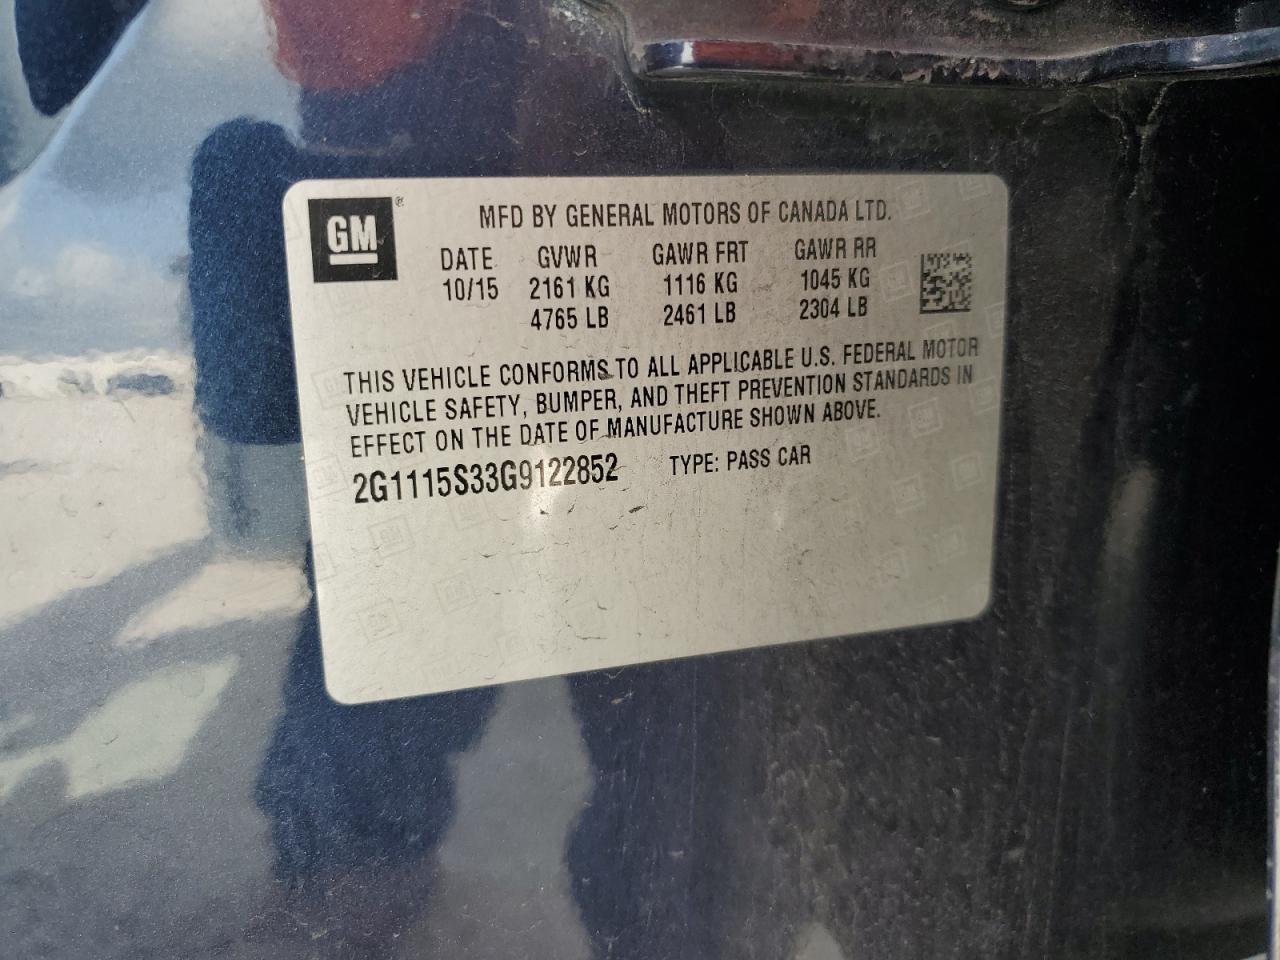 GM®
MFD BY GENERAL MOTORS OF CANADA LTD.
DATE GVWR GAWR FRT GAWR RR
10/15 2161 KG 1116 KG 1045 KG
4765 LB 2461 LB 2304 LB
THIS VEHICLE CONFORMS TO ALL APPLICABLE U.S. FEDERAL MOTOR
VEHICLE SAFETY, BUMPER, AND THEFT PREVENTION STANDARDS IN
EFFECT ON THE DATE OF MANUFACTURE SHOWN ABOVE.
2G1115S33G9122852 TYPE: PASS CAR